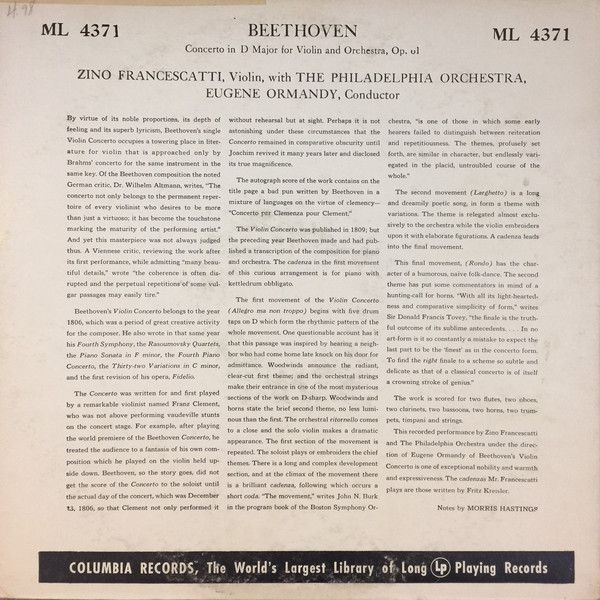 4.98
ML 4371
BEETHOVEN
ML 4371
Concerto in D Major for Violin and Orchestra, Op. 61
ZINO FRANCESCATTI, Violin, with THE PHILADELPHIA ORCHESTRA,
EUGENE ORMANDY, Conductor
By virtue of its noble proportions, its depth of
feeling and its superb lyricism, Beethoven's single
Violin Concerto occupies a towering place in liter-
ature for violin that is approached only by
Brahms' concerto for the same instrument in the
same key. Of the Beethoven composition the noted
German critic, Dr. Wilhelm Altmann, writes, "The
concerto not only belongs to the permanent reper-
toire of every violinist who desires to be more
than just a virtuoso; it has become the touchstone
marking the maturity of the performing artist."
And yet this masterpiece was not always judged
thus. A Viennese critic, reviewing the work after
its first performance, while admitting "many beau-
tiful details," wrote "the coherence is often dis-
rupted and the perpetual repetitions of some vul-
gar passages may easily tire."
Beethoven's Violin Concerto belongs to the year
1806, which was a period of great creative activity
for the composer. He also wrote in that same year
his Fourth Symphony, the Rasoumovsky Quartets,
the Piano Sonata in F minor, the Fourth Piano
Concerto, the Thirty-two Variations in C minor,
and the first revision of his opera, Fidelio.
The Concerto was written for and first played
by a remarkable violinist named Franz Clement,
who was not above performing vaudeville stunts
on the concert stage. For example, after playing
the world premiere of the Beethoven Concerto, he
treated the audience to a fantasia of his own com-
position which he played on the violin held up-
side down. Beethoven, so the story goes, did not
get the score of the Concerto to the soloist until
the actual day of the concert, which was December
23, 1806, so that Clement not only performed it
without rehearsal but at sight. Perhaps it is not
astonishing under these circumstances that the
Concerto remained in comparative obscurity until
Joachim revived it many years later and disclosed
its true magnificence.
The autograph score of the work contains on the
title page a bad pun written by Beethoven in a
mixture of languages on the virtue of clemency—
"Concerto par Clemenza pour Clement."
The Violin Concerto was published in 1809; but
the preceding year Beethoven made and had pub-
lished a transcription of the composition for piano
and orchestra. The cadenza in the first movement
of this curious arrangement is for piano with
kettledrum obbligato.
The first movement of the Violin Concerto
(Allegro ma non troppo) begins with five drum
taps on D which form the rhythmic pattern of the
whole movement. One questionable account has it
that this passage was inspired by hearing a neigh-
bor who had come home late knock on his door for
admittance. Woodwinds announce the radiant,
clear-cut first theme; and the orchestral strings
make their entrance in one of the most mysterious
sections of the work on D-sharp. Woodwinds and
horns state the brief second theme, no less lumi-
nous than the first. The orchestral ritornello comes
to a close and the solo violin makes a dramatic
appearance. The first section of the movement is
repeated. The soloist plays or embroiders the chief
themes. There is a long and complex development
section, and at the climax of the movement there
is a brilliant cadenza, following which occurs a
short coda. "The movement," writes John N. Burk
in the program book of the Boston Symphony Or-
chestra, "is one of those in which some early
hearers failed to distinguish between reiteration
and repetitiousness. The themes, profusely set
forth, are similar in character, but endlessly vari-
egated in the placid, untroubled course of the
whole."
The second movement (Larghetto) is a long
and dreamily poetic song, in form a theme with
variations. The theme is relegated almost exclu-
sively to the orchestra while the violin embroiders
upon it with elaborate figurations. A cadenza leads
into the final movement.
This final movement, (Rondo) has the char-
acter of a humorous, naive folk-dance. The second
theme has put some commentators in mind of a
hunting-call for horns. "With all its light-hearted-
ness and comparative simplicity of form," writes
Sir Donald Francis Tovey, "the finale is the truth-
ful outcome of its sublime antecedents. . . . In no
art-form is it so constantly a mistake to expect the
last part to be the 'finest' as in the concerto form.
To find the right finale to a scheme so subtle and
delicate as that of a classical concerto is of itself
a crowning stroke of genius."
The work is scored for two flutes, two oboes,
two clarinets, two bassoons, two horns, two trum-
pets, timpani and strings.
This recorded performance by Zino Francescatti
and The Philadelphia Orchestra under the direc-
tion of Eugene Ormandy of Beethoven's Violin
Concerto is one of exceptional nobility and warmth
and expressiveness. The cadenzas Mr. Francescatti
plays are those written by Fritz Kreisler.
Notes by MORRIS HASTINGS
COLUMBIA RECORDS, The World's Largest Library of Long LP Playing Records